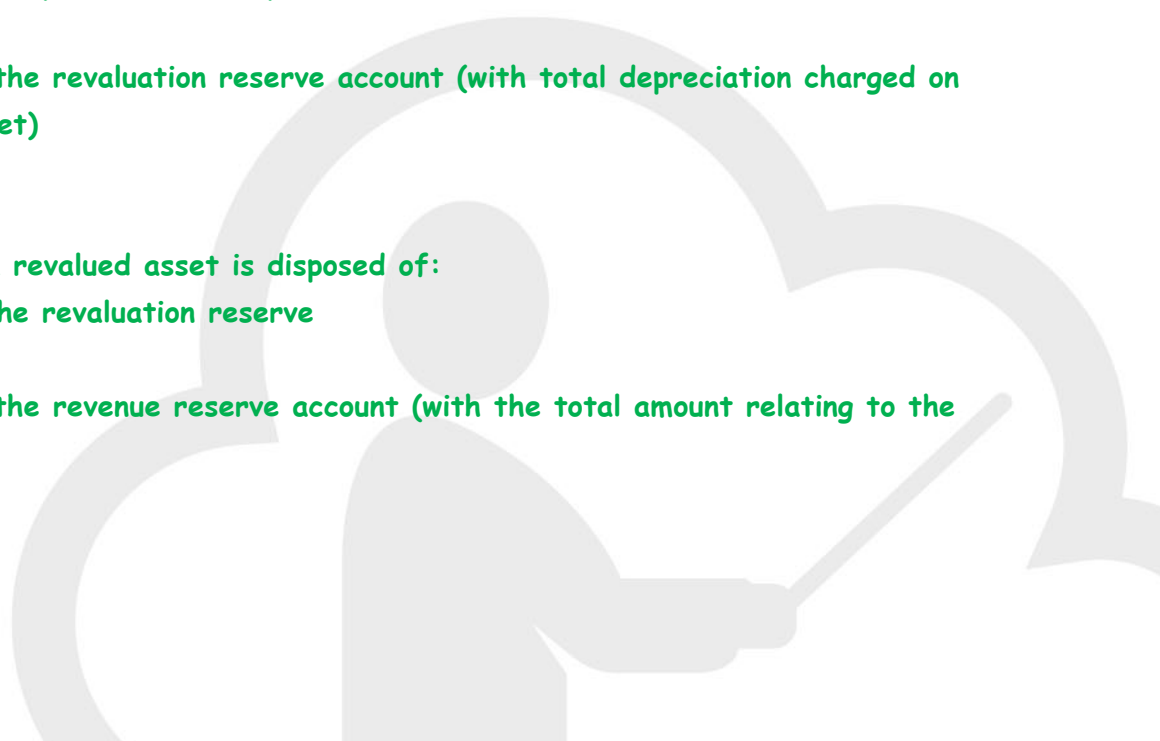 the revaluation reserve account (with total depreciation charged on
et)
revalued asset is disposed of:
he revaluation reserve
the revenue reserve account (with the total amount relating to the